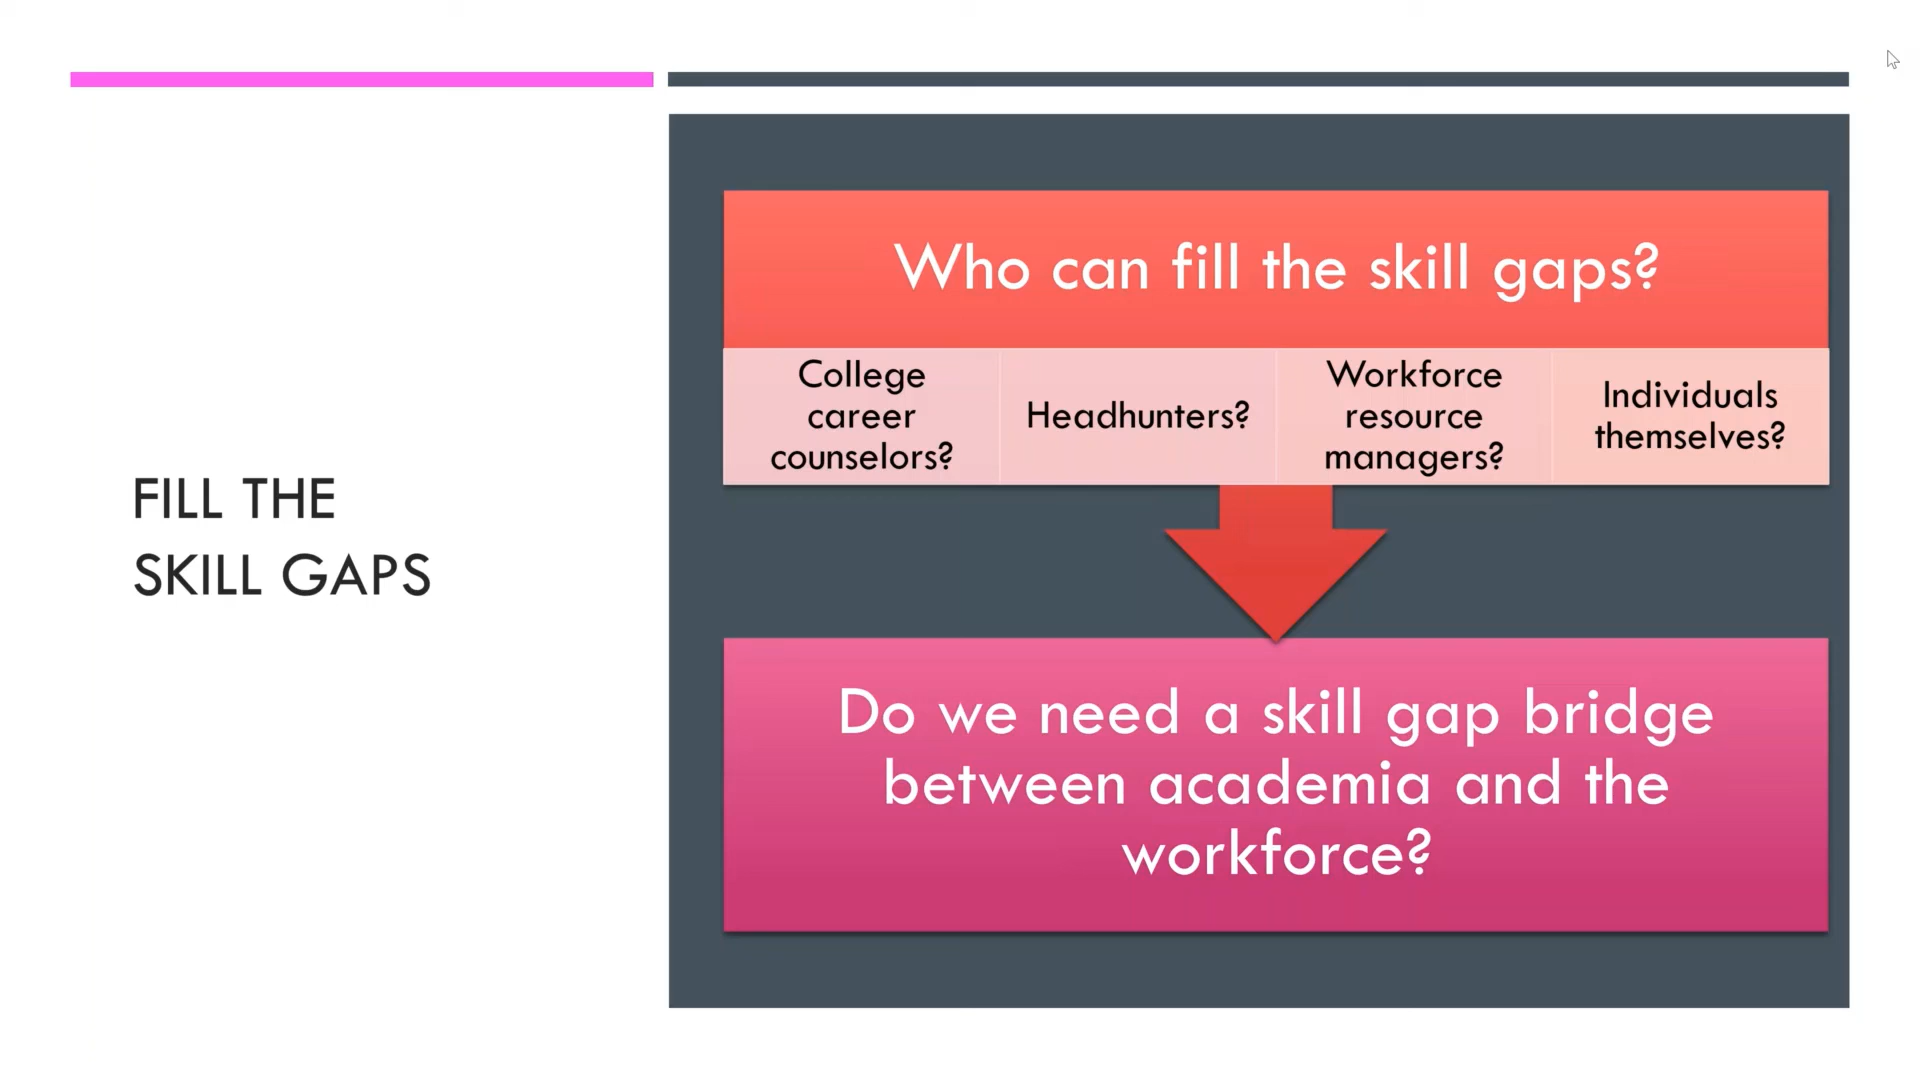 FILL THE
SKILL GAPS
Who can fill the skill gaps?
College
career
counselors?
Headhunters?
Workforce
resource
managers?
Individuals
themselves?
Do we need a skill gap bridge
between academia and the
workforce?